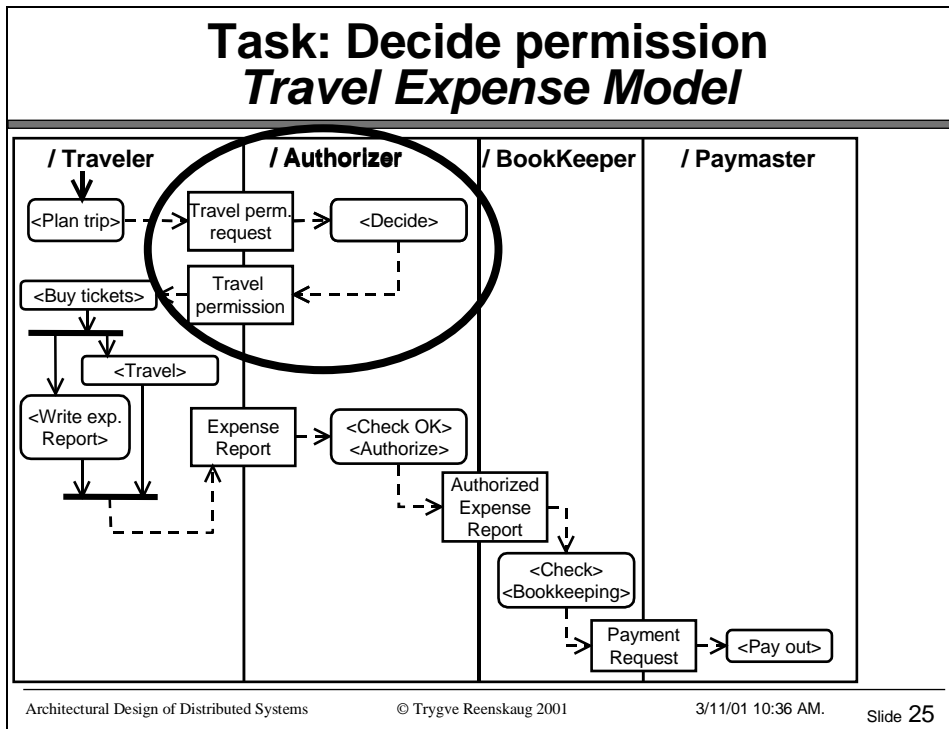 Task: Decide permission
Travel Expense Model
/ Traveler
/ Authorizer
/ BookKeeper
/ Paymaster
<Plan trip>
Travel perm.
request
<Decide>
Travel
permission
<Buy tickets>
<Travel>
<Write exp.
Report>
Expense
Report
<Check OK>
<Authorize>
Authorized
Expense
Report
<Check>
<Bookkeeping>
Payment
Request
<Pay out>
Architectural Design of Distributed Systems
© Trygve Reenskaug 2001
3/11/01 10:36 AM.
Slide 25